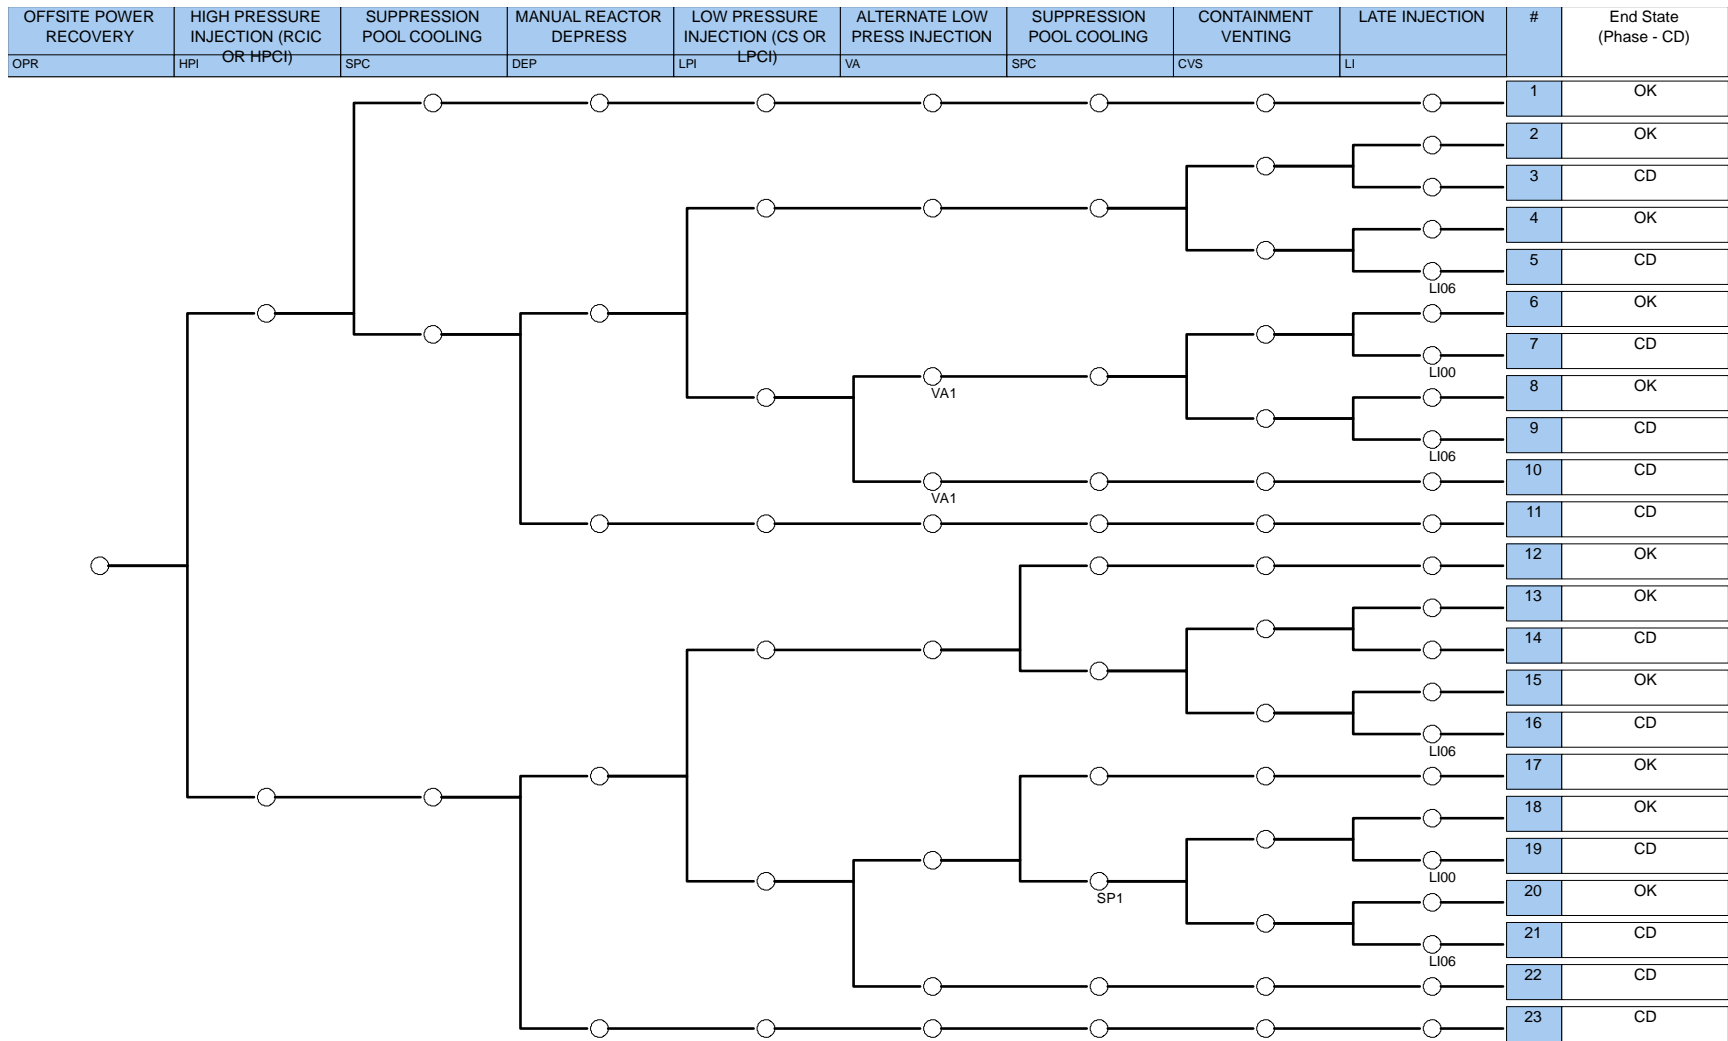 OFFSITE POWER
RECOVERY
HIGH PRESSURE
INJECTION (RCIC
OR HPCI)
SUPPRESSION
POOL COOLING
MANUAL REACTOR
DEPRESS
LOW PRESSURE
INJECTION (CS OR
LPCI)
ALTERNATE LOW
PRESS INJECTION
SUPPRESSION
POOL COOLING
CONTAINMENT
VENTING
LATE INJECTION
#
End State
(Phase - CD)
OPR
HPI
SPC
DEP
LPI
VA
SPC
CVS
LI
1 OK
2 OK
3 CD
4 OK
5 CD
LI06
6 OK
7 CD
LI00
VA1
8 OK
9 CD
LI06
10 CD
VA1
11 CD
12 OK
13 OK
14 CD
15 OK
16 CD
LI06
17 OK
18 OK
19 CD
LI00
SP1
20 OK
21 CD
LI06
22 CD
23 CD